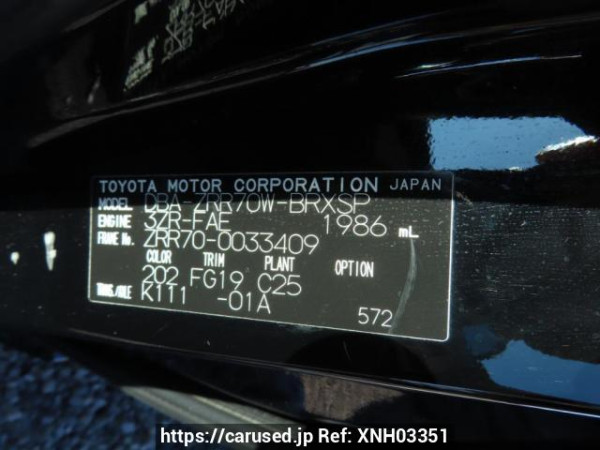 TOYOTA MOTOR CORPORATION JAPAN
MODEL DBA-ZRR70W-BRXSP
ENGINE 3ZR-FAE 1986 mL
FRAME No. ZRR70-0033409
COLOR TRIM PLANT OPTION
202 FG19 C25
TRANS./AXLE K111 -01A
572
https://carused.jp Ref: XNH03351